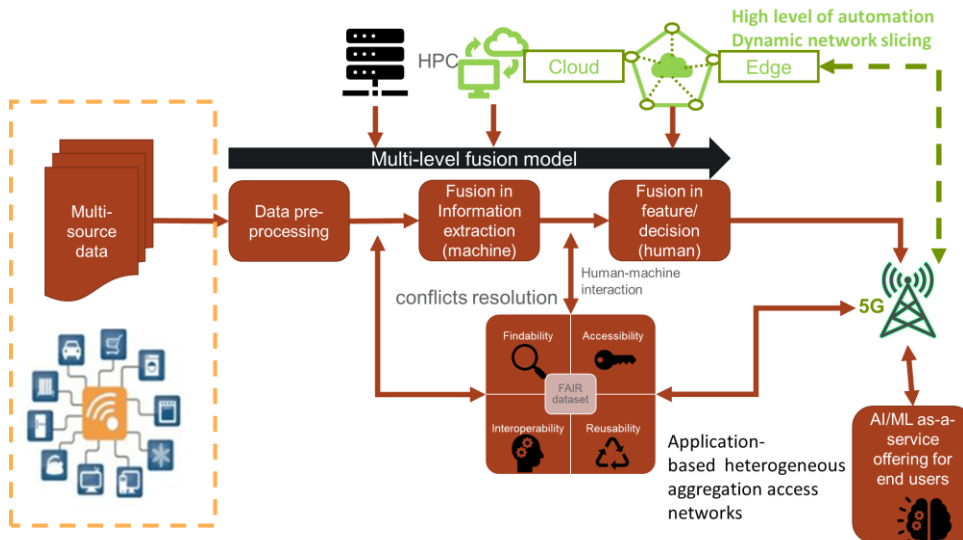 High level of automation
Dynamic network slicing
HPC
Cloud
Edge
Multi-level fusion model
Multi-
source
data
Data pre-
processing
Fusion in
Information
extraction
(machine)
Fusion in
feature/
decision
(human)
Human-machine
interaction
conflicts resolution
5G
Findability
Accessibility
FAIR
dataset
Interoperability
Reusability
Application-
based heterogeneous
aggregation access
networks
AI/ML as-a-
service
offering for
end users